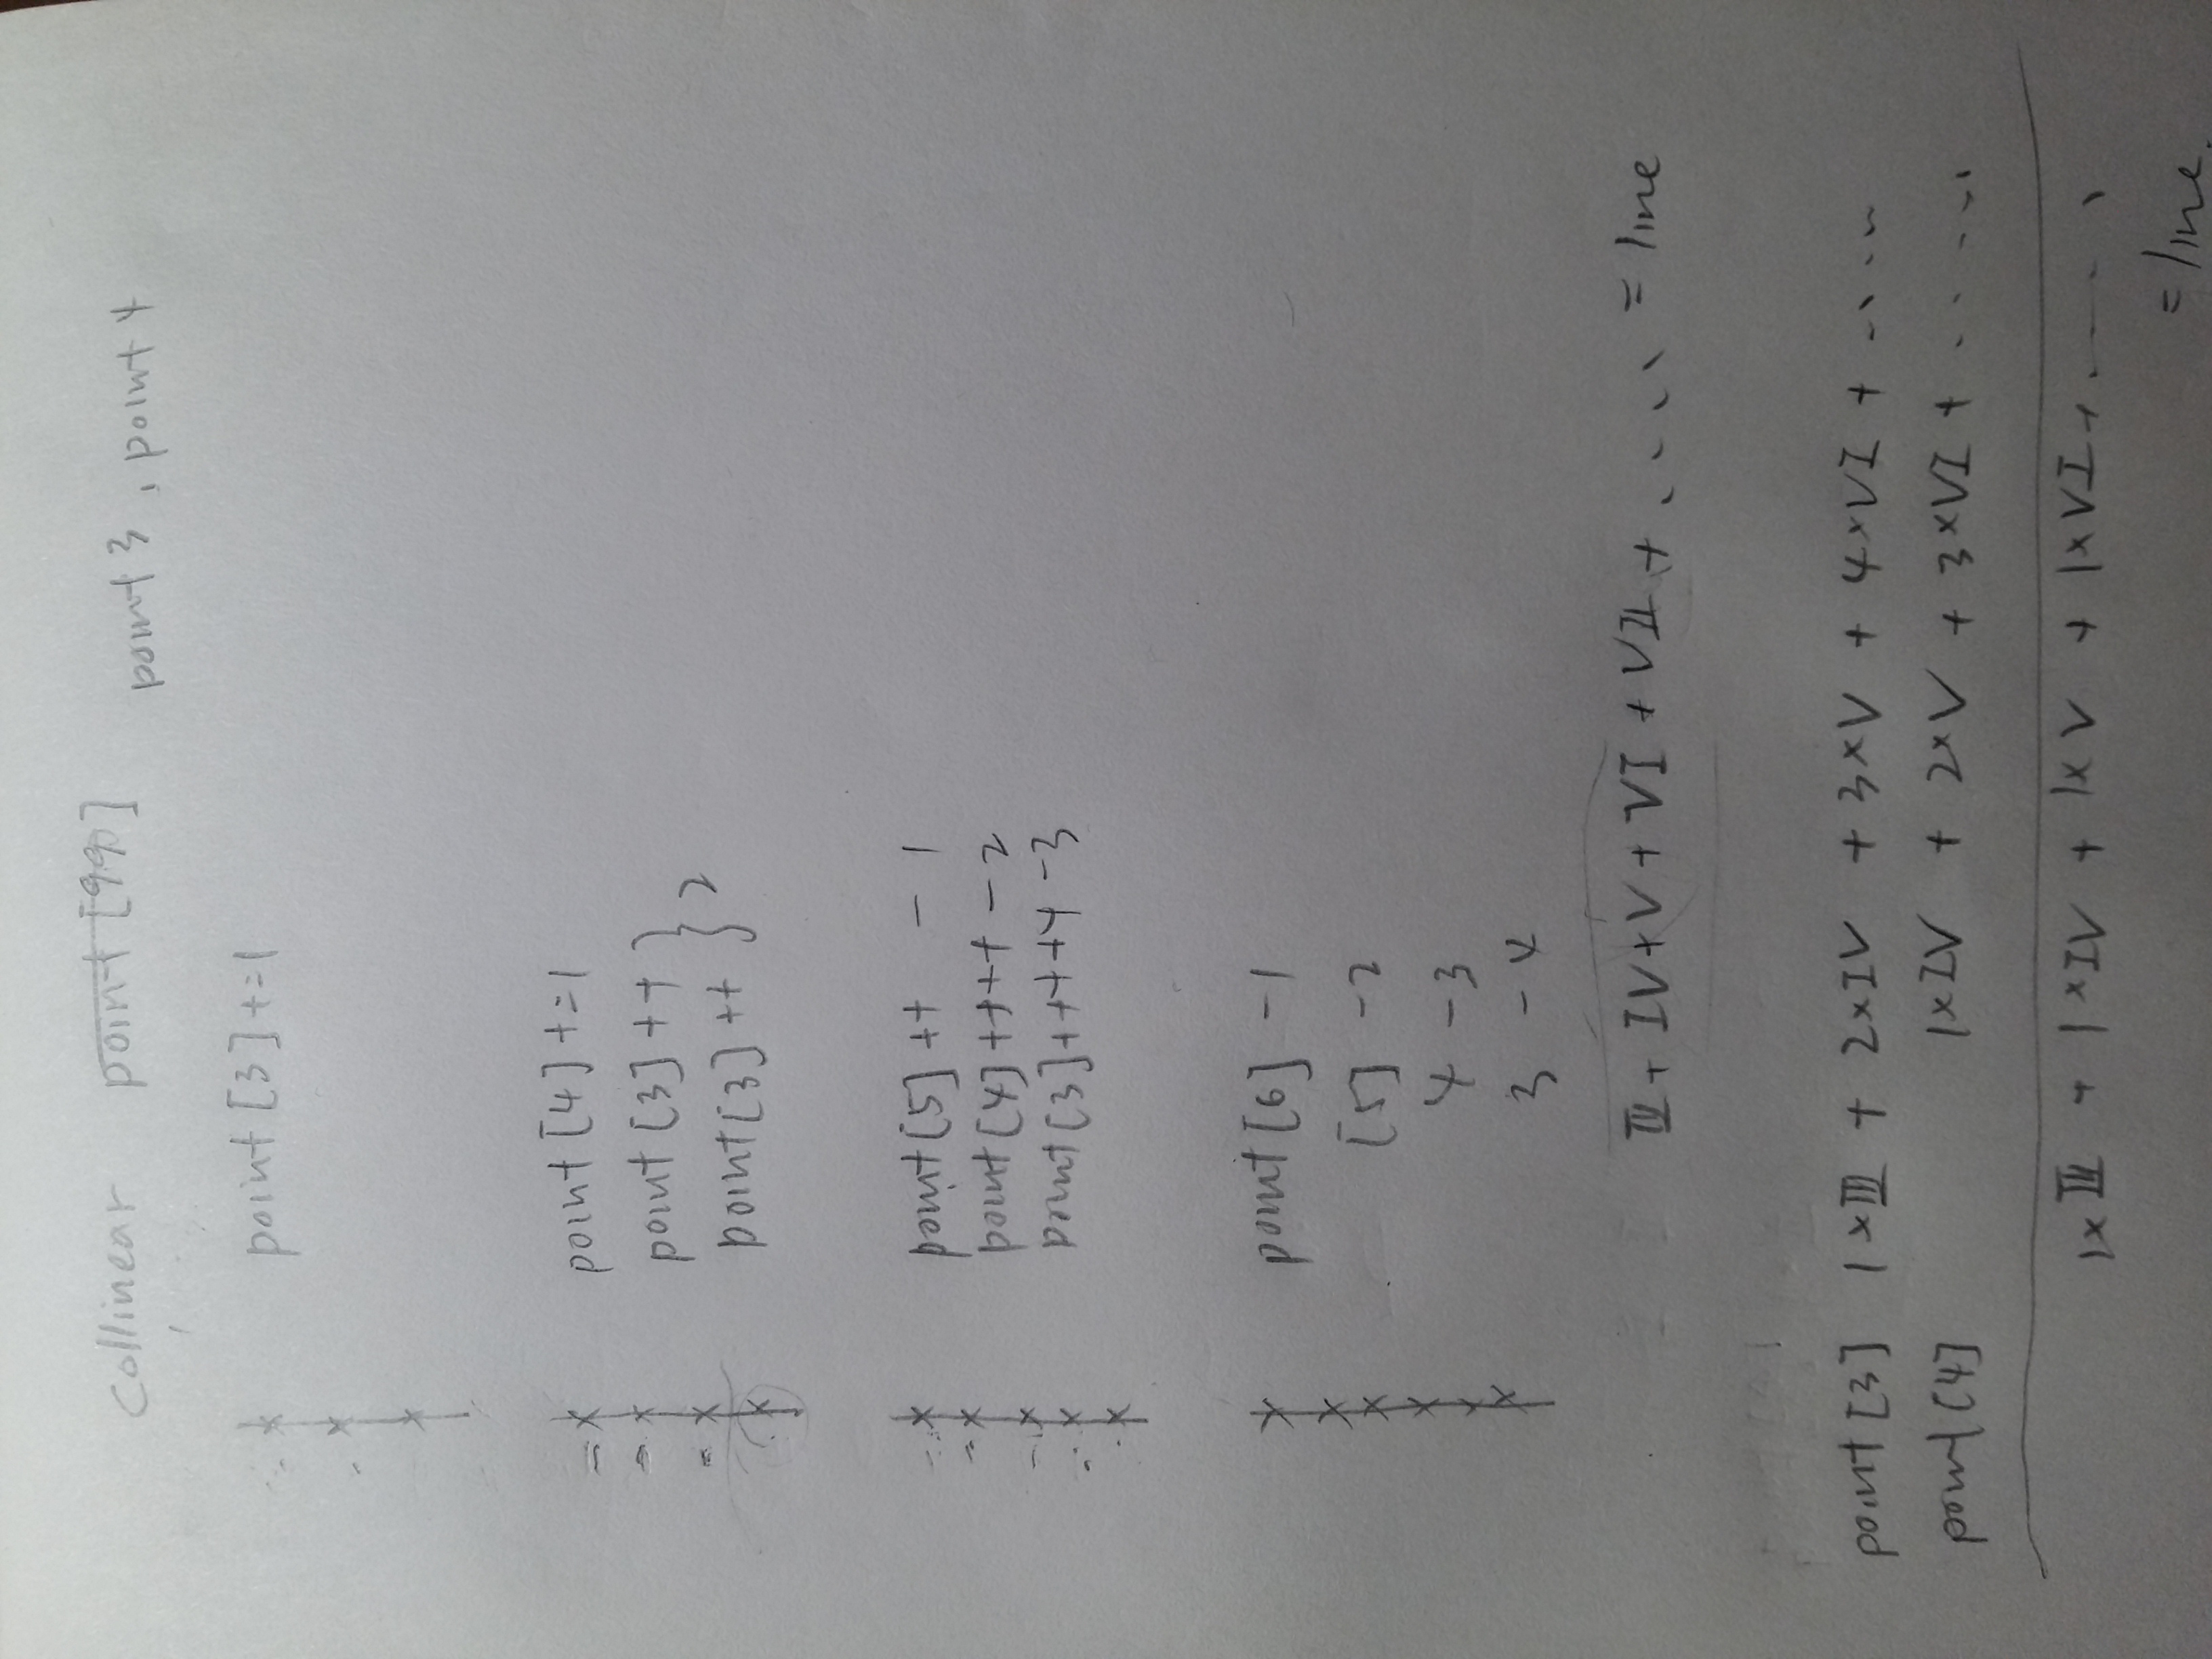 collinear point [99] point 3 , point 4
point [3] += 1
point [4] += 1
point [3] ++ } 2
point [3] ++
point [5] ++ - 1
point [4] ++++ - 2
point [3] +++++ - 3
point [6] - 1
[5] - 2
4 - 3
3 - 4
III + IV + V + VI + VII + ..... = line
point [3] 1 × III + 2 × IV + 3 × V + 4 × VI + .....
point [4] 1 × IV + 2 × V + 3 × VI + ......
1 × III + 1 × IV + 1 × V + 1 × VI + .....
= line.